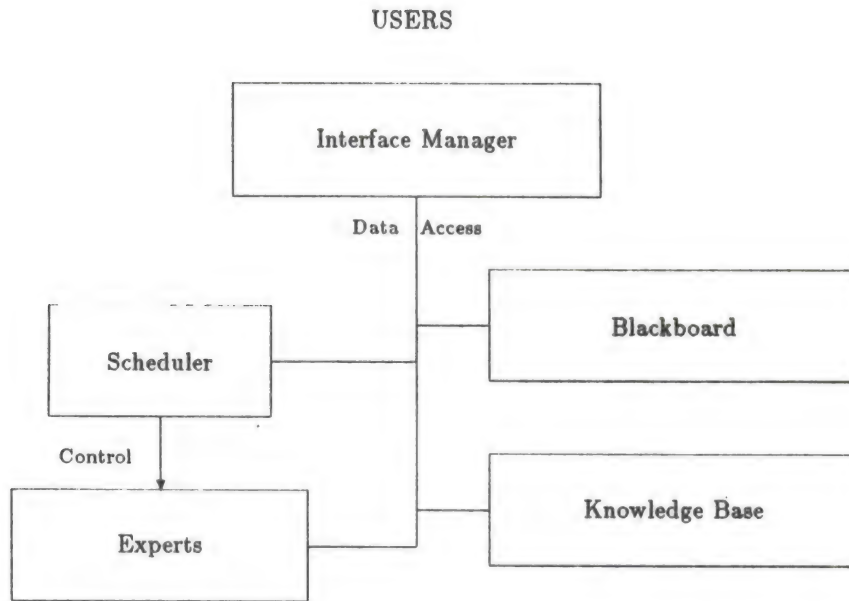 USERS
Interface Manager
Data Access
Blackboard
Scheduler
Control
Knowledge Base
Experts